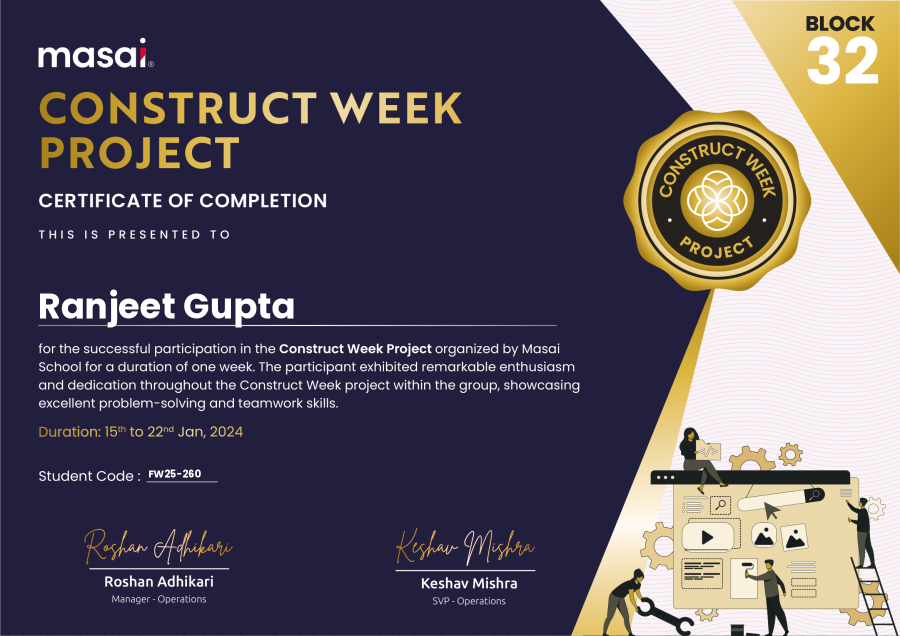 masai®
BLOCK
32
CONSTRUCT WEEK
PROJECT
CERTIFICATE OF COMPLETION
THIS IS PRESENTED TO
CONSTRUCT WEEK
PROJECT
Ranjeet Gupta
for the successful participation in the Construct Week Project organized by Masai
School for a duration of one week. The participant exhibited remarkable enthusiasm
and dedication throughout the Construct Week project within the group, showcasing
excellent problem-solving and teamwork skills.
Duration: 15th to 22nd Jan, 2024
Student Code : FW25-260
</>
Roshan Adhikari
Keshav Mishra
Roshan Adhikari
Keshav Mishra
Manager - Operations
SVP - Operations